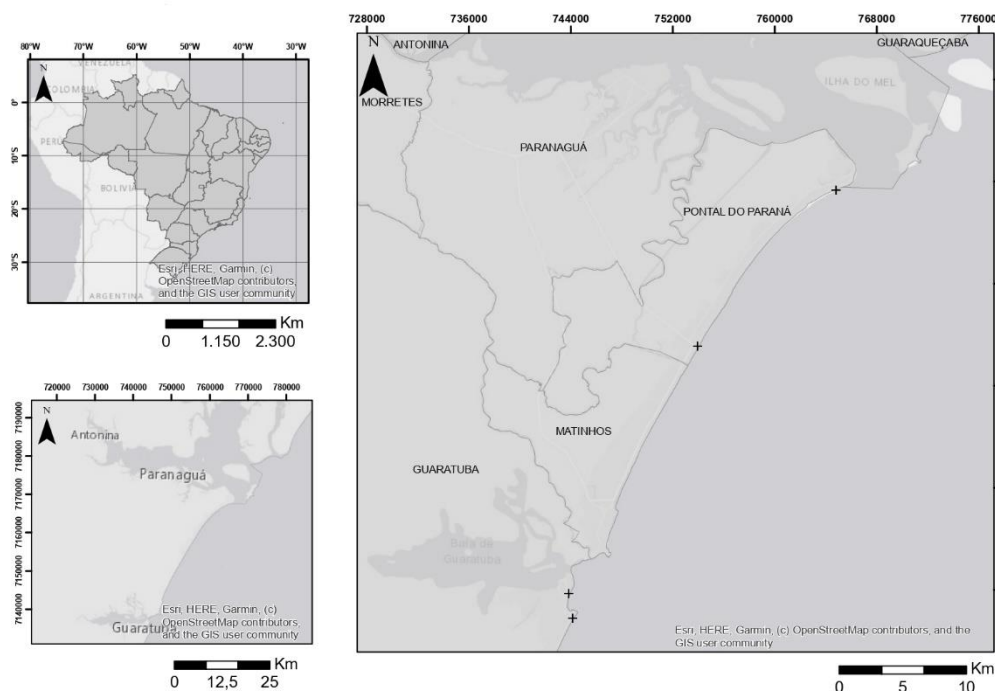 80°W 70°W 60°W 50°W 40°W 30°W
N
VENEZUELA
COLOMBIA
0°
PERÚ
10°S
BOLIVIA
20°S
30°S
ARGENTINA
Esri, HERE, Garmin, (c)
OpenStreetMap contributors,
and the GIS user community
Km
0 1.150 2.300
720000 730000 740000 750000 760000 770000 780000
N
7190000
7180000
7170000
7160000
7150000
7140000
Antonina
Paranaguá
Guaratuba
Esri, HERE, Garmin, (c)
OpenStreetMap contributors,
and the GIS user community
Km
0 12,5 25
728000 736000 744000 752000 760000 768000 776000
N
ANTONINA
GUARAQUEÇABA
ILHA DO MEL
MORRETES
PARANAGUÁ
PONTAL DO PARANÁ
MATINHOS
GUARATUBA
Baía de
Guaratuba
Esri, HERE, Garmin, (c) OpenStreetMap contributors, and the
GIS user community
Km
0 5 10